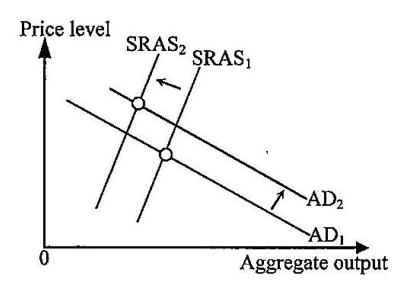 Price level
SRAS₂
SRAS₁
AD₂
AD₁
0
Aggregate output